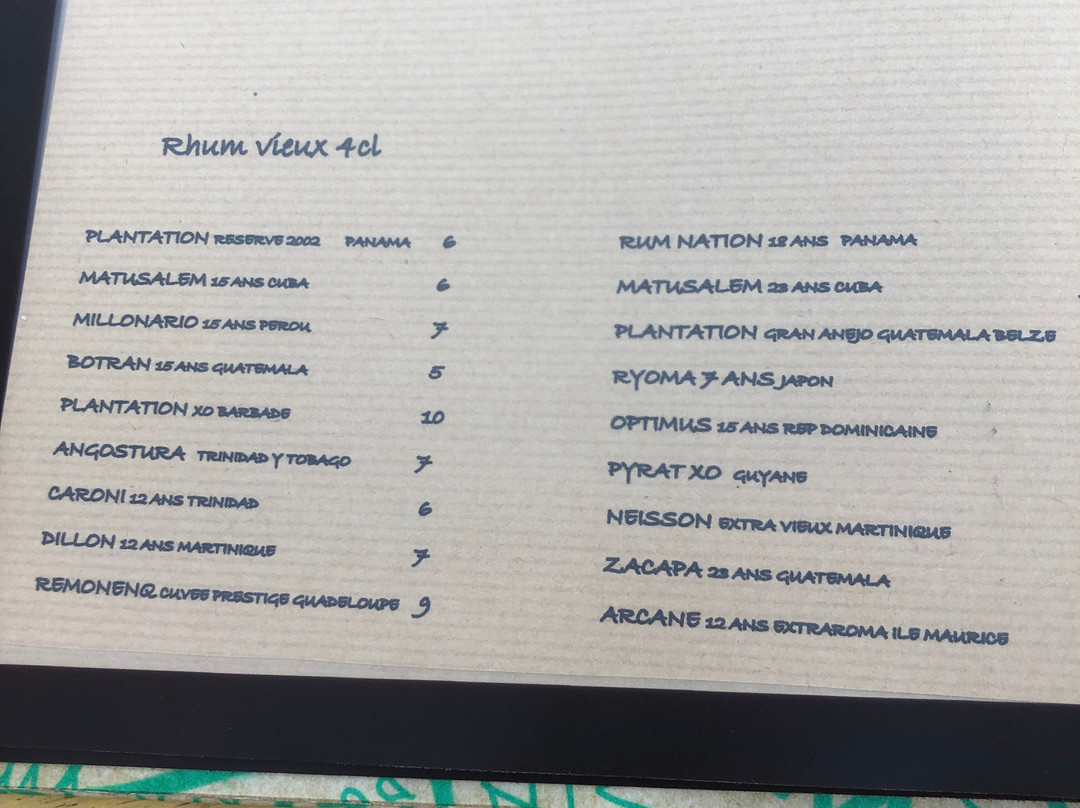 Rhum vieux 4cl
PLANTATION RESERVE 2002 PANAMA 6
MATUSALEM 15 ANS CUBA 6
MILLONARIO 15 ANS PEROU 7
BOTRAN 15 ANS GUATEMALA 5
PLANTATION XO BARBADE 10
ANGOSTURA TRINIDAD Y TOBAGO 7
CARONI 12 ANS TRINIDAD 6
DILLON 12 ANS MARTINIQUE 7
REMONENQ CUVEE PRESTIGE GUADELOUPE 9
RUM NATION 18 ANS PANAMA
MATUSALEM 23 ANS CUBA
PLANTATION GRAN ANEJO GUATEMALA BELZE
RYOMA 7 ANS JAPON
OPTIMUS 15 ANS REP DOMINICAINE
PYRAT XO GUYANE
NEISSON EXTRA VIEUX MARTINIQUE
ZACAPA 23 ANS GUATEMALA
ARCANE 12 ANS EXTRAROMA ILE MAURICE